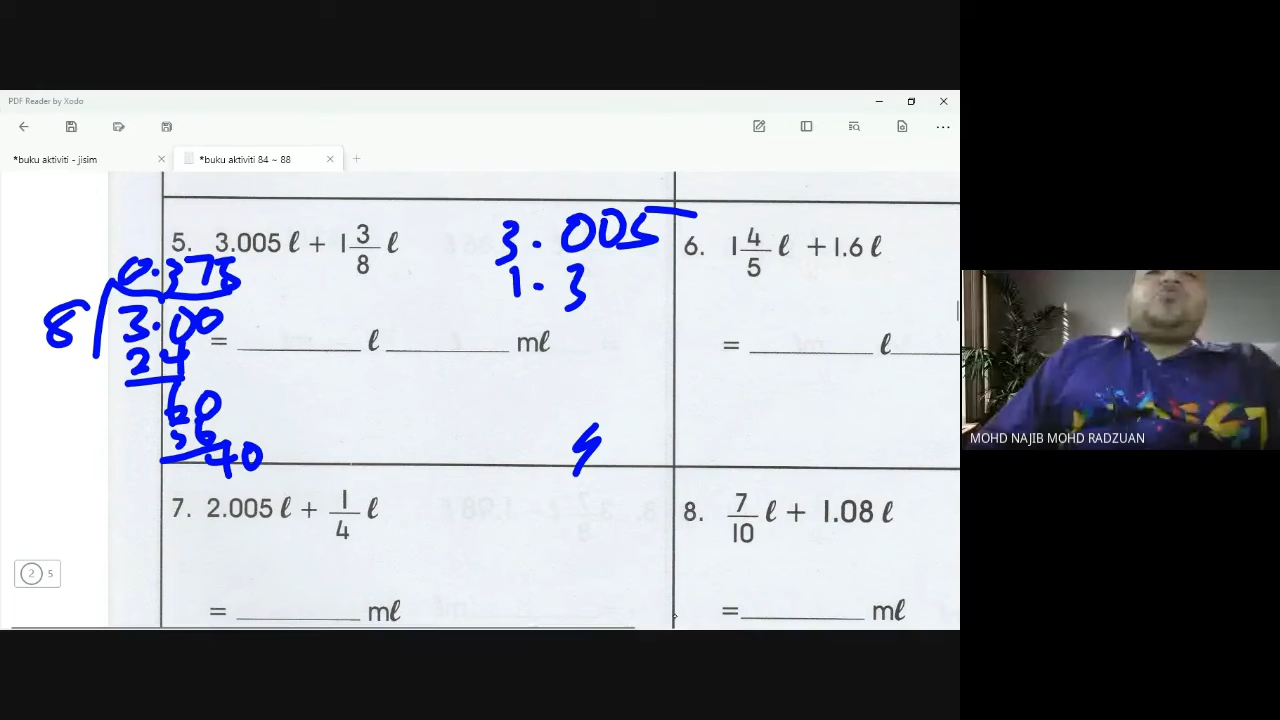 PDF Reader by Xodo
*buku aktiviti - jisim
*buku aktiviti 84 ~ 88
5. 3.005 ℓ + 1 3/8 ℓ
= ________ ℓ ________ mℓ
0.375
8
3.00
24
60
56
40
3.005
1.3
6. 1 4/5 ℓ + 1.6 ℓ
= ________ ℓ ________
7. 2.005 ℓ + 1/4 ℓ
= ________ mℓ
8. 7/10 ℓ + 1.08 ℓ
= ________ mℓ
2 5
MOHD NAJIB MOHD RADZUAN